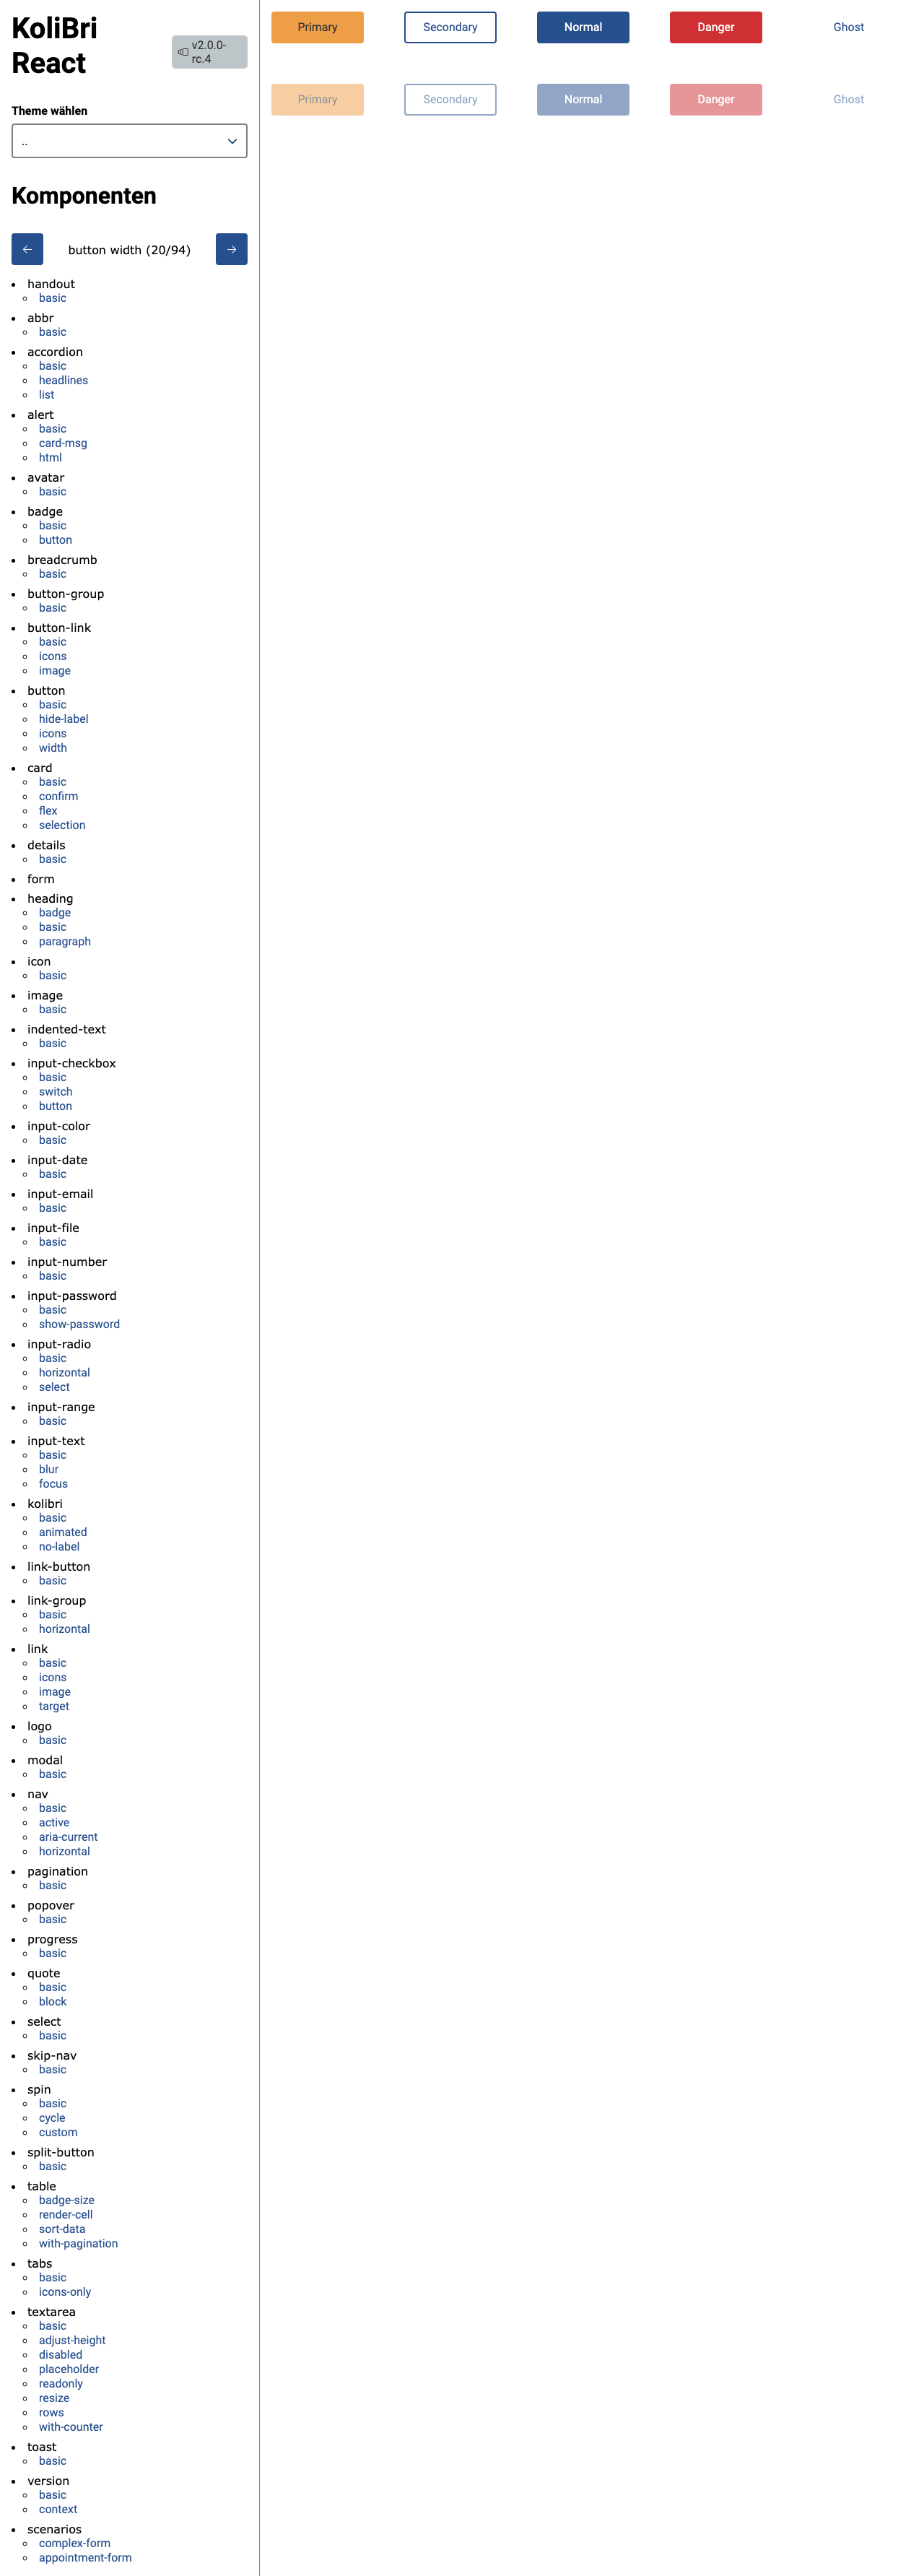 KoliBri
React
v2.0.0-
rc.4
Theme wählen
..
Komponenten
← button width (20/94) →
handout
basic
abbr
basic
accordion
basic
headlines
list
alert
basic
card-msg
html
avatar
basic
badge
basic
button
breadcrumb
basic
button-group
basic
button-link
basic
icons
image
button
basic
hide-label
icons
width
card
basic
confirm
flex
selection
details
basic
form
heading
badge
basic
paragraph
icon
basic
image
basic
indented-text
basic
input-checkbox
basic
switch
button
input-color
basic
input-date
basic
input-email
basic
input-file
basic
input-number
basic
input-password
basic
show-password
input-radio
basic
horizontal
select
input-range
basic
input-text
basic
blur
focus
kolibri
basic
animated
no-label
link-button
basic
link-group
basic
horizontal
link
basic
icons
image
target
logo
basic
modal
basic
nav
basic
active
aria-current
horizontal
pagination
basic
popover
basic
progress
basic
quote
basic
block
select
basic
skip-nav
basic
spin
basic
cycle
custom
split-button
basic
table
badge-size
render-cell
sort-data
with-pagination
tabs
basic
icons-only
textarea
basic
adjust-height
disabled
placeholder
readonly
resize
rows
with-counter
toast
basic
version
basic
context
scenarios
complex-form
appointment-form
Primary Secondary Normal Danger Ghost
Primary Secondary Normal Danger Ghost